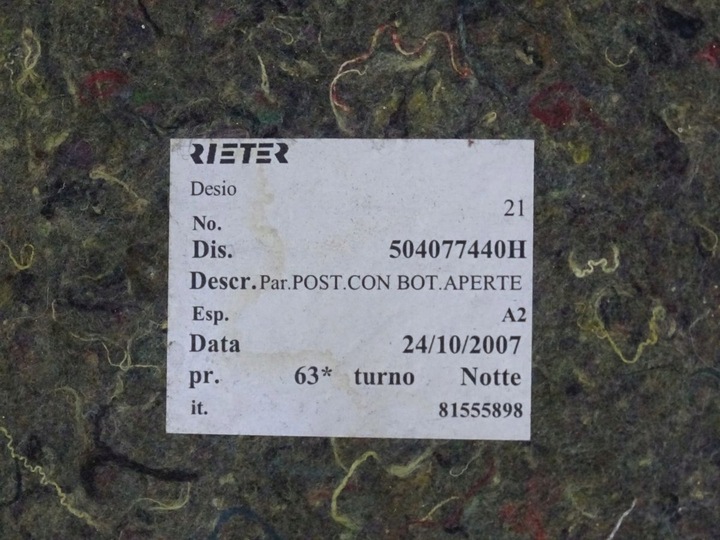 RIETER
Desio
No. 21
Dis. 504077440H
Descr. Par.POST.CON BOT.APERTE
Esp. A2
Data 24/10/2007
pr. 63* turno Notte
it. 81555898